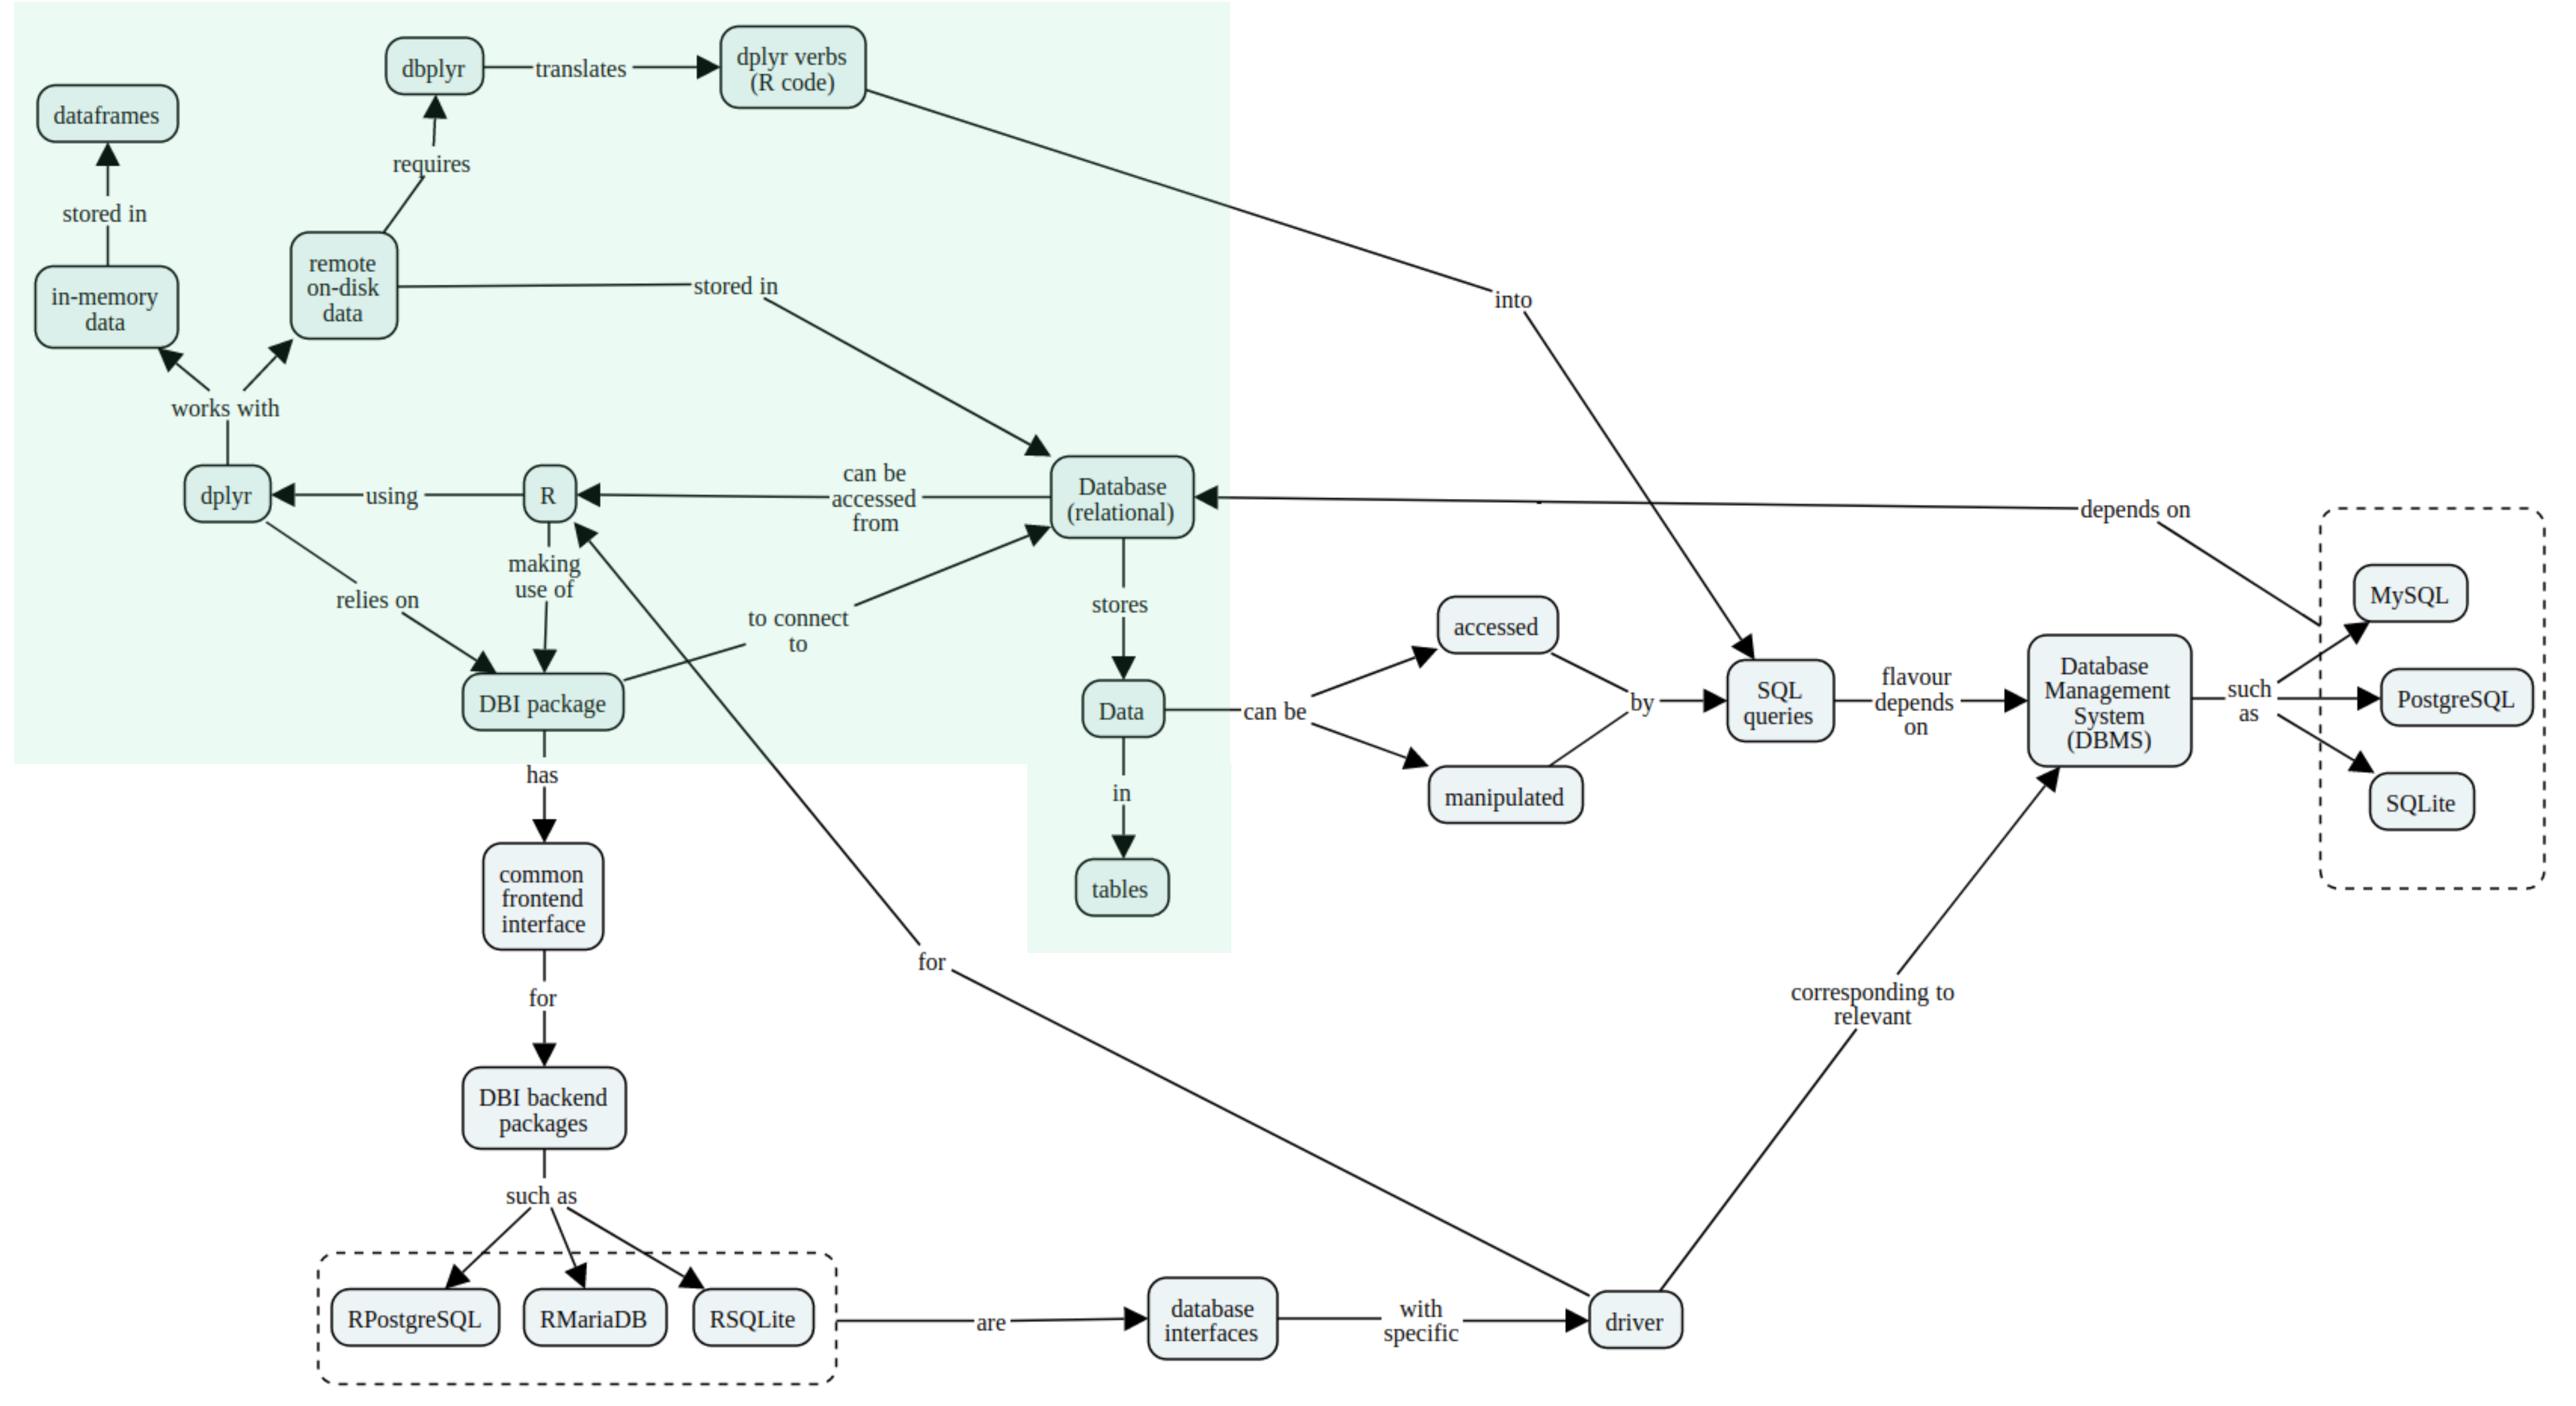 dbplyr
translates
dplyr verbs
(R code)
dataframes
requires
stored in
remote
on-disk
data
in-memory
data
stored in
into
works with
dplyr
using
R
can be
accessed
from
Database
(relational)
depends on
making
use of
relies on
to connect
to
stores
accessed
MySQL
DBI package
Data
can be
by
SQL
queries
flavour
depends
on
Database
Management
System
(DBMS)
such
as
PostgreSQL
has
in
manipulated
SQLite
common
frontend
interface
tables
for
for
corresponding to
relevant
DBI backend
packages
such as
RPostgreSQL
RMariaDB
RSQLite
are
database
interfaces
with
specific
driver